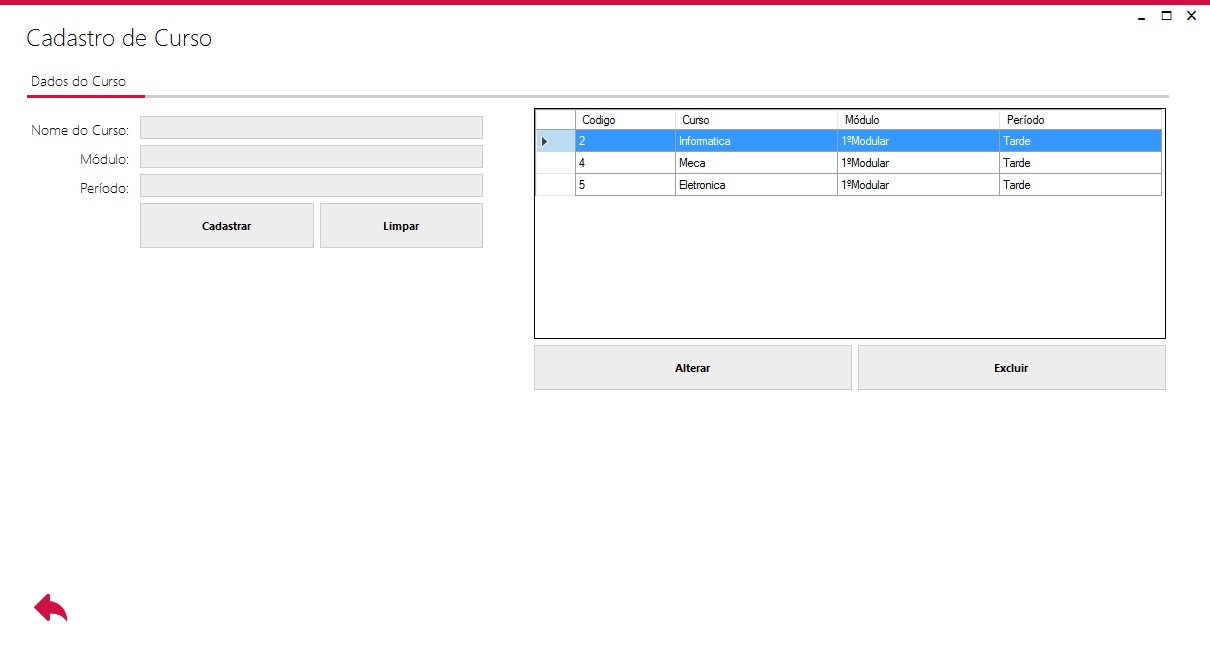 Cadastro de Curso
Dados do Curso
Nome do Curso:
Módulo:
Período:
Cadastrar Limpar
Codigo Curso Módulo Período
2 Informatica 1ºModular Tarde
4 Meca 1ºModular Tarde
5 Eletronica 1ºModular Tarde
Alterar Excluir